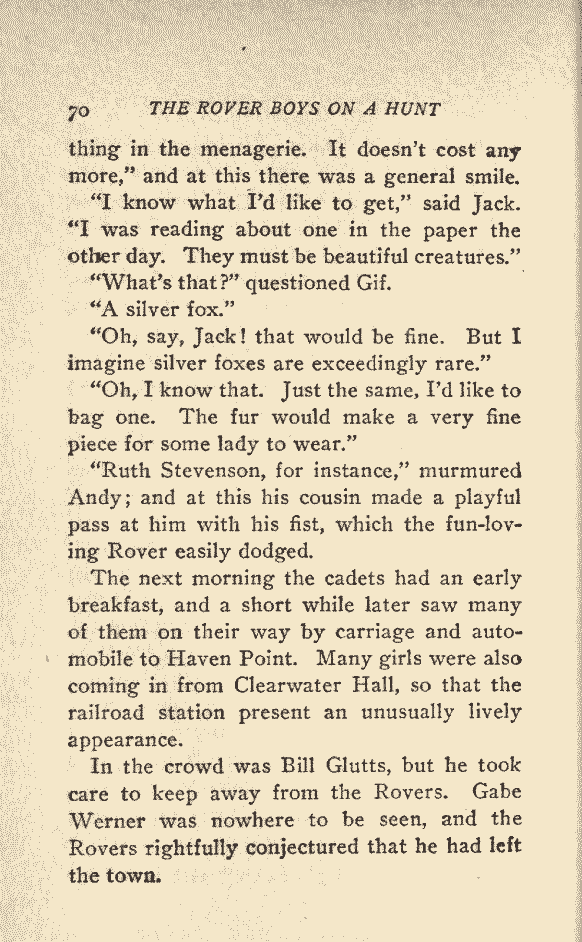 70 THE ROVER BOYS ON A HUNT
thing in the menagerie. It doesn't cost any
more," and at this there was a general smile.
"I know what I'd like to get," said Jack.
"I was reading about one in the paper the
other day. They must be beautiful creatures."
"What's that?" questioned Gif.
"A silver fox."
"Oh, say, Jack! that would be fine. But I
imagine silver foxes are exceedingly rare."
"Oh, I know that. Just the same, I'd like to
bag one. The fur would make a very fine
piece for some lady to wear."
"Ruth Stevenson, for instance," murmured
Andy; and at this his cousin made a playful
pass at him with his fist, which the fun-lov-
ing Rover easily dodged.
The next morning the cadets had an early
breakfast, and a short while later saw many
of them on their way by carriage and auto-
mobile to Haven Point. Many girls were also
coming in from Clearwater Hall, so that the
railroad station present an unusually lively
appearance.
In the crowd was Bill Glutts, but he took
care to keep away from the Rovers. Gabe
Werner was nowhere to be seen, and the
Rovers rightfully conjectured that he had left
the town.